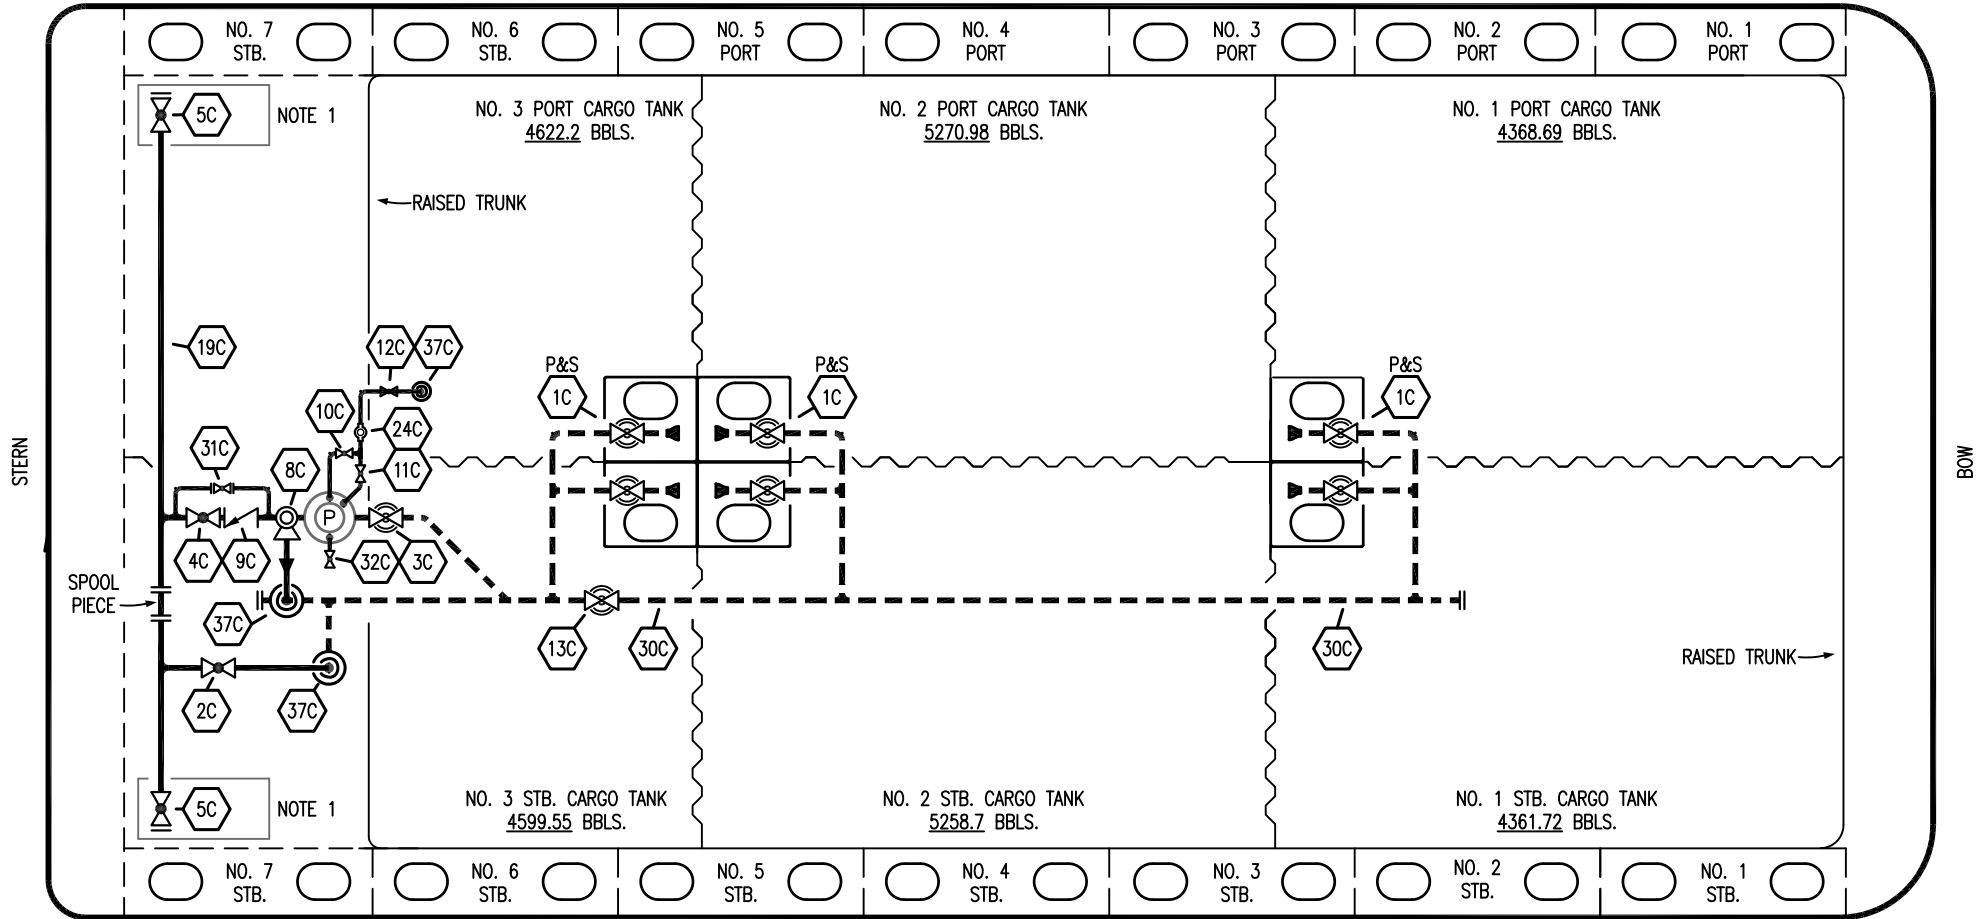 NO. 7
STB.
NO. 6
STB.
NO. 5
PORT
NO. 4
PORT
NO. 3
PORT
NO. 2
PORT
NO. 1
PORT
5C
NOTE 1
NO. 3 PORT CARGO TANK
4622.2 BBLS.
NO. 2 PORT CARGO TANK
5270.98 BBLS.
NO. 1 PORT CARGO TANK
4368.69 BBLS.
RAISED TRUNK
19C
12C
37C
P&S
1C
P&S
1C
P&S
1C
10C
24C
11C
31C
8C
P
STERN
BOW
4C
9C
32C
3C
SPOOL
PIECE
37C
13C
30C
30C
RAISED TRUNK
2C
37C
5C
NOTE 1
NO. 3 STB. CARGO TANK
4599.55 BBLS.
NO. 2 STB. CARGO TANK
5258.7 BBLS.
NO. 1 STB. CARGO TANK
4361.72 BBLS.
NO. 7
STB.
NO. 6
STB.
NO. 5
STB.
NO. 4
STB.
NO. 3
STB.
NO. 2
STB.
NO. 1
STB.